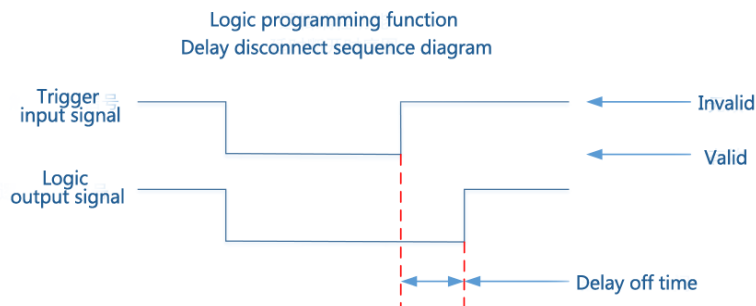 Logic programming function
Delay disconnect sequence diagram
Trigger
input signal
Invalid
Valid
Logic
output signal
Delay off time